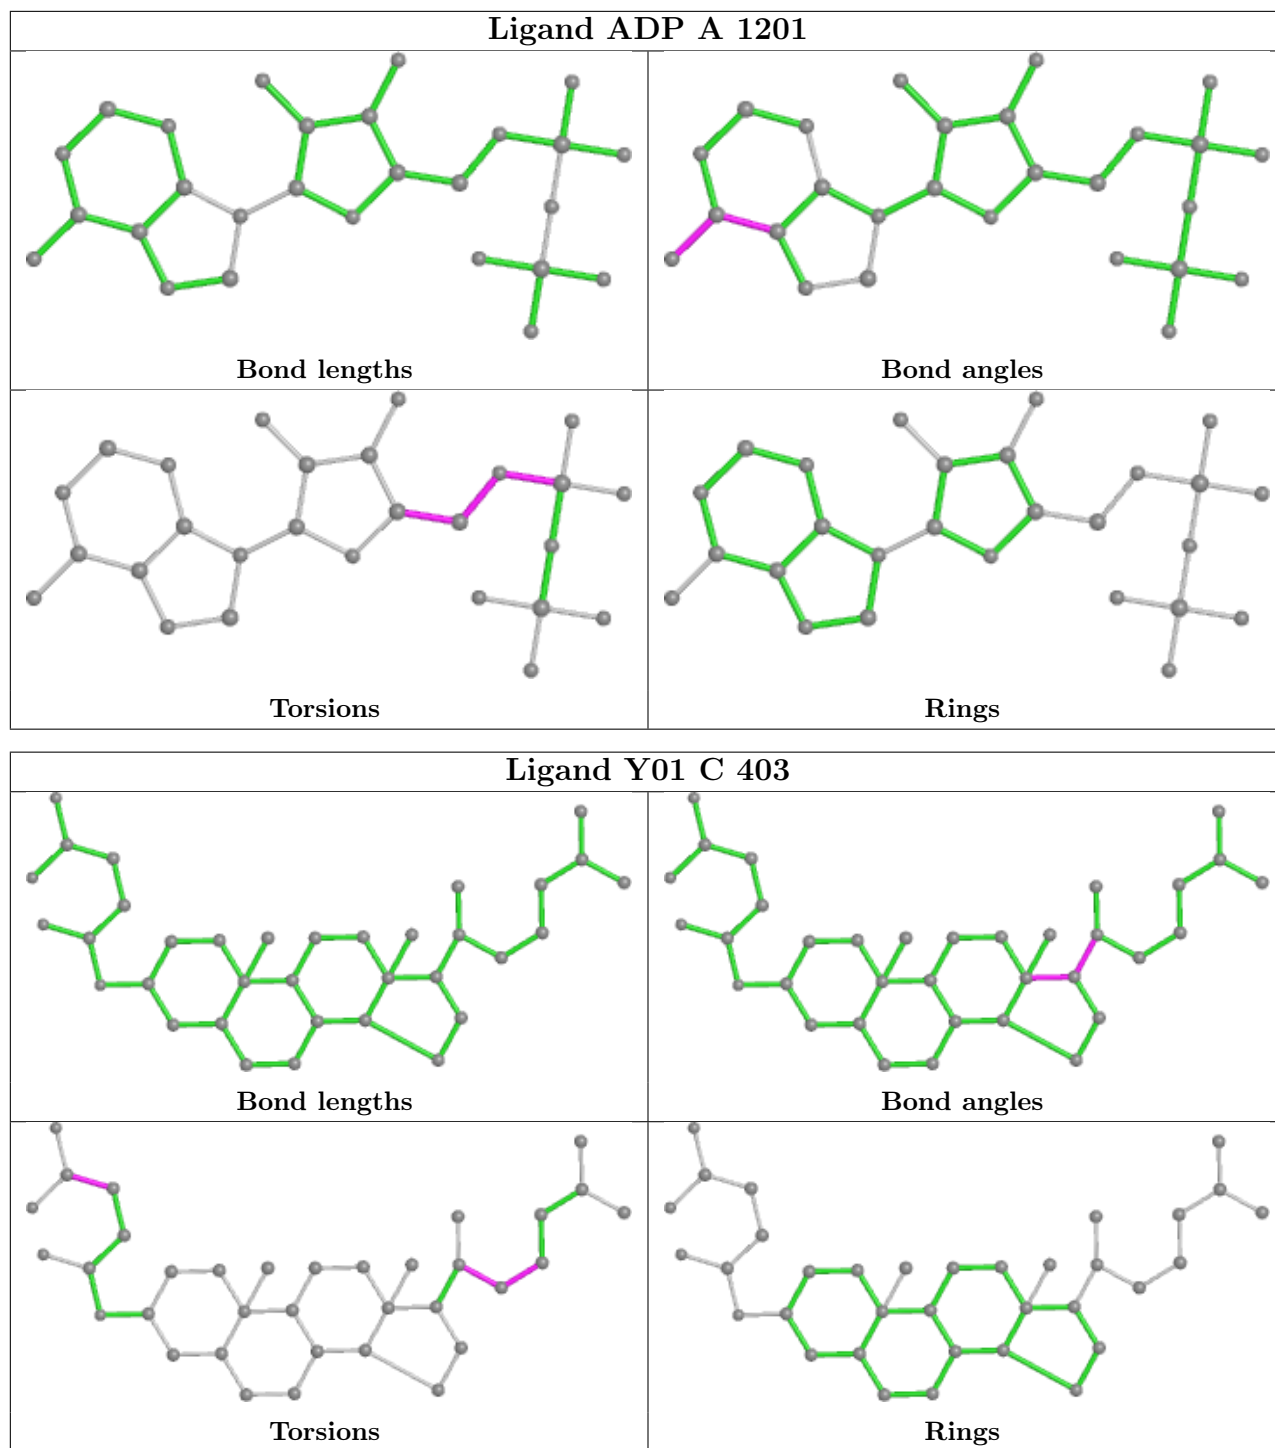 Ligand ADP A 1201
Bond lengths
Bond angles
Torsions
Rings
Ligand Y01 C 403
Bond lengths
Bond angles
Torsions
Rings